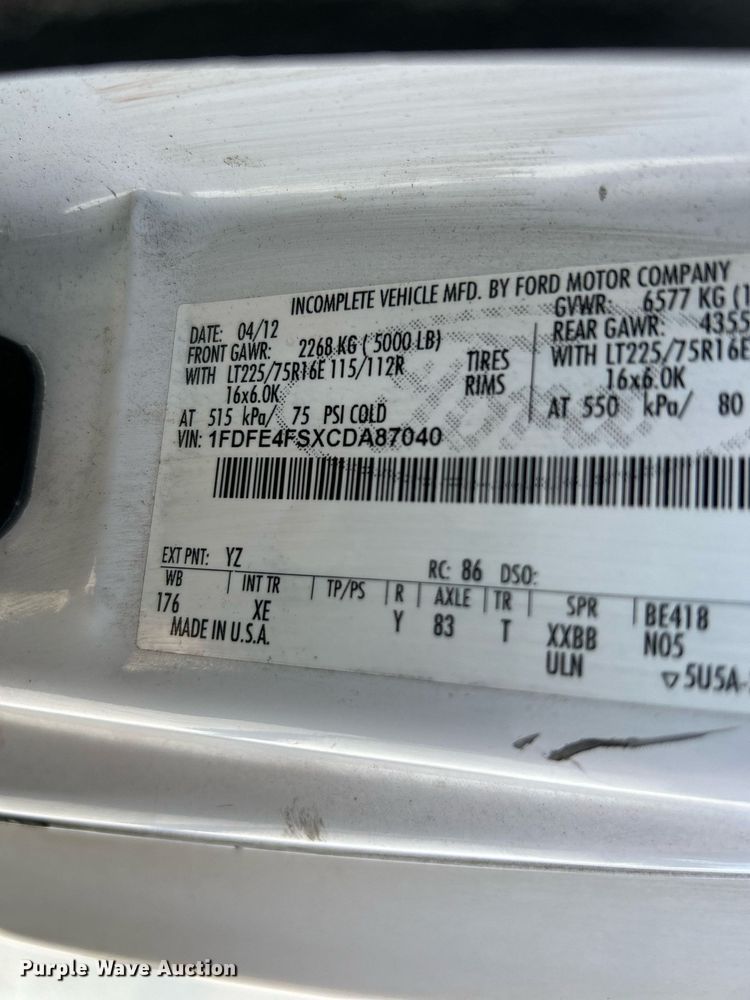 INCOMPLETE VEHICLE MFD. BY FORD MOTOR COMPANY
DATE: 04/12 GVWR: 6577 KG (1
FRONT GAWR: 2268 KG ( 5000 LB) REAR GAWR: 4355
WITH LT225/75R16E 115/112R TIRES WITH LT225/75R16E
16x6.0K RIMS 16x6.0K
AT 515 kPa/ 75 PSI COLD AT 550 kPa/ 80
VIN: 1FDFE4FSXCDA87040
EXT PNT: YZ RC: 86 DSO:
WB INT TR TP/PS R AXLE TR SPR BE418
176 XE Y 83 T XXBB N05
MADE IN U.S.A. ULN ▽5U5A-
Purple Wave Auction